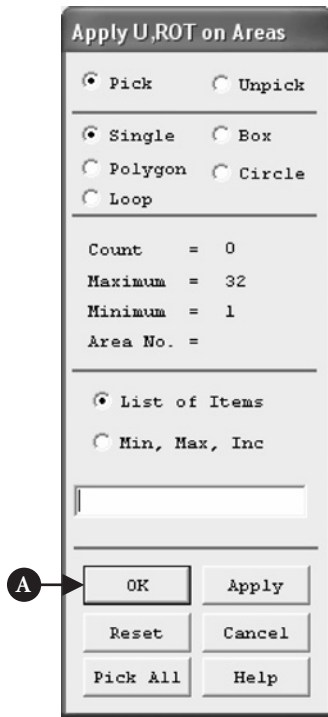 Apply U,ROT on Areas
Pick Unpick
Single Box
Polygon Circle
Loop
Count = 0
Maximum = 32
Minimum = 1
Area No. =
List of Items
Min, Max, Inc
A OK Apply
Reset Cancel
Pick All Help